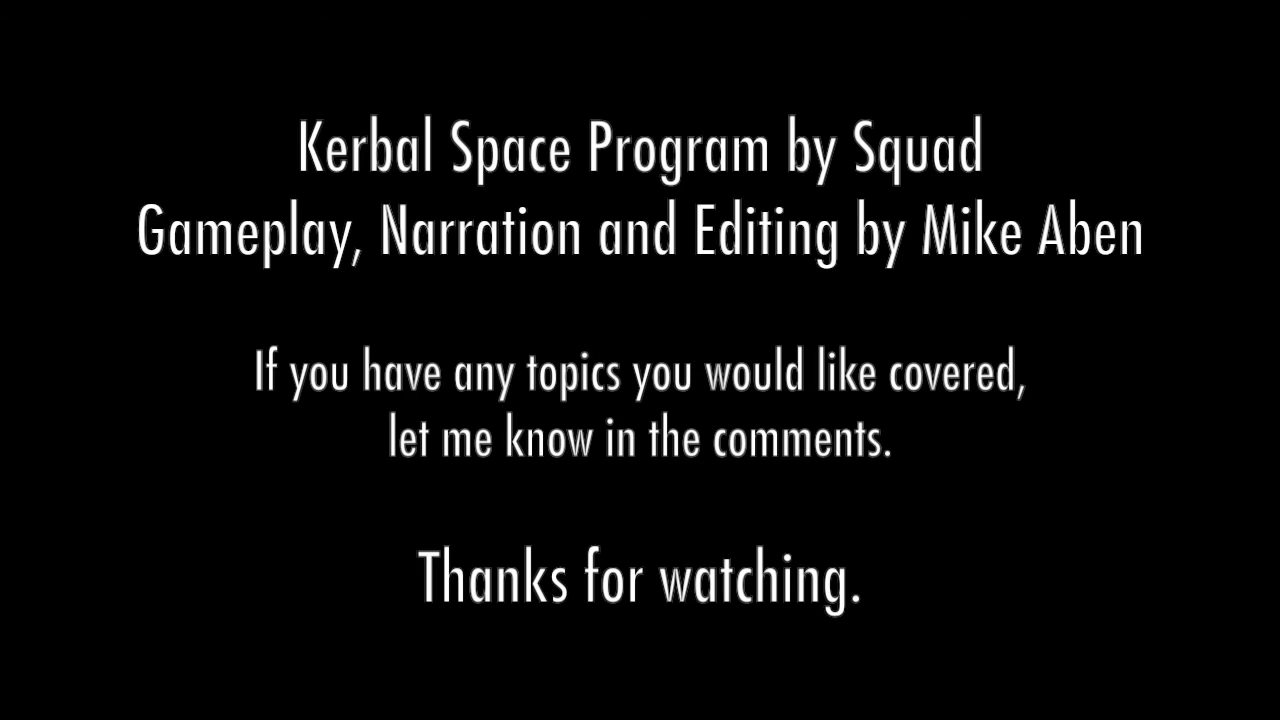 Kerbal Space Program by Squad
Gameplay, Narration and Editing by Mike Aben
If you have any topics you would like covered,
let me know in the comments.
Thanks for watching.